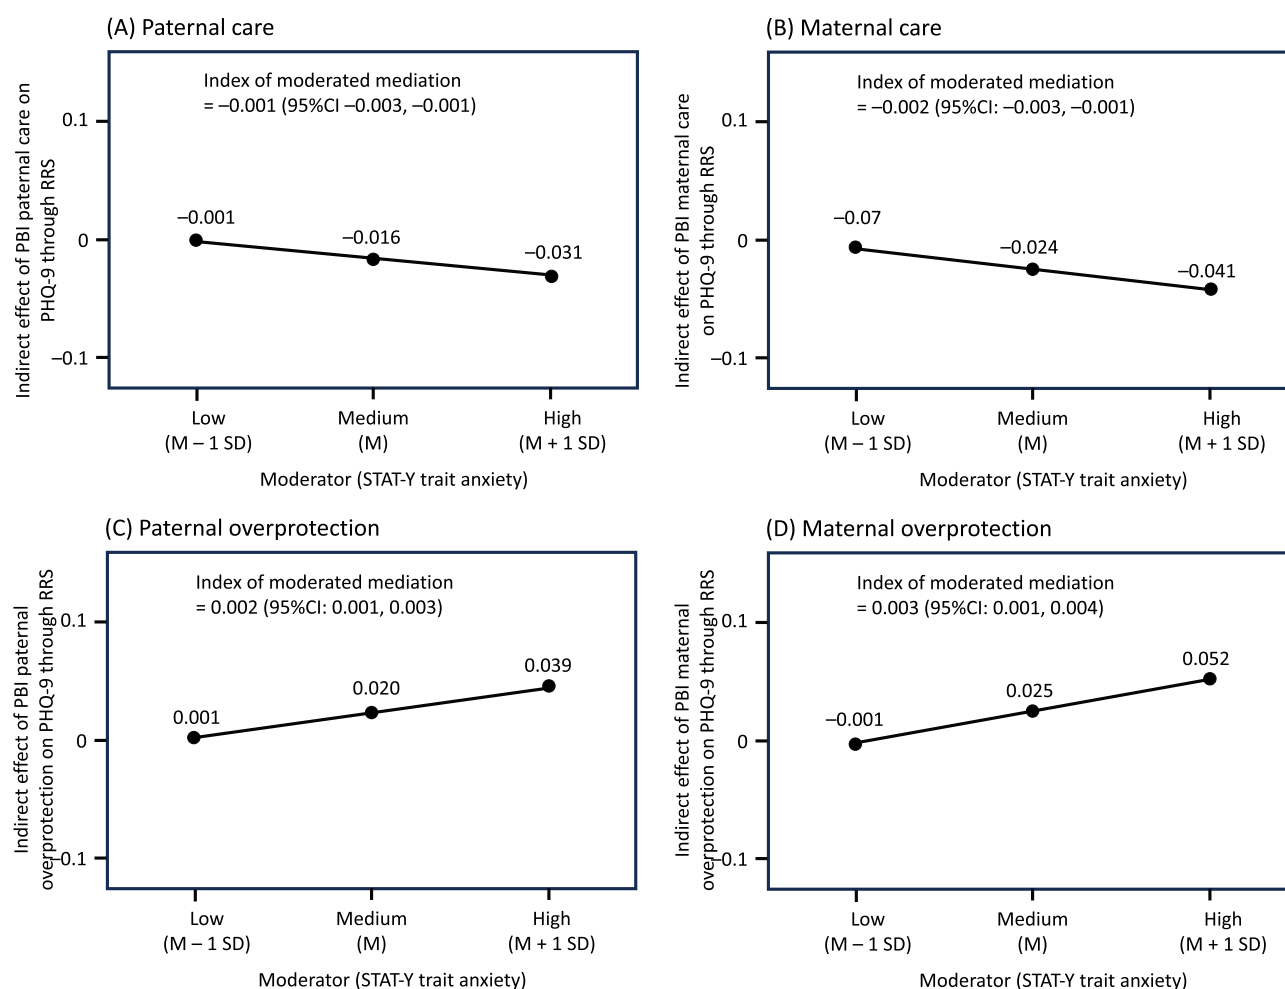 (A) Paternal care
Index of moderated mediation
= –0.001 (95%CI –0.003, –0.001)
Indirect effect of PBI paternal care on
PHQ-9 through RRS
0.1
0
–0.1
–0.001
–0.016
–0.031
Low
(M – 1 SD)
Medium
(M)
High
(M + 1 SD)
Moderator (STAT-Y trait anxiety)
(B) Maternal care
Index of moderated mediation
= –0.002 (95%CI: –0.003, –0.001)
Indirect effect of PBI maternal care
on PHQ-9 through RRS
0.1
0
–0.1
–0.07
–0.024
–0.041
Low
(M – 1 SD)
Medium
(M)
High
(M + 1 SD)
Moderator (STAT-Y trait anxiety)
(C) Paternal overprotection
Index of moderated mediation
= 0.002 (95%CI: 0.001, 0.003)
Indirect effect of PBI paternal
overprotection on PHQ-9 through RRS
0.1
0
–0.1
0.001
0.020
0.039
Low
(M – 1 SD)
Medium
(M)
High
(M + 1 SD)
Moderator (STAT-Y trait anxiety)
(D) Maternal overprotection
Index of moderated mediation
= 0.003 (95%CI: 0.001, 0.004)
Indirect effect of PBI maternal
overprotection on PHQ-9 through RRS
0.1
0
–0.1
–0.001
0.025
0.052
Low
(M – 1 SD)
Medium
(M)
High
(M + 1 SD)
Moderator (STAT-Y trait anxiety)